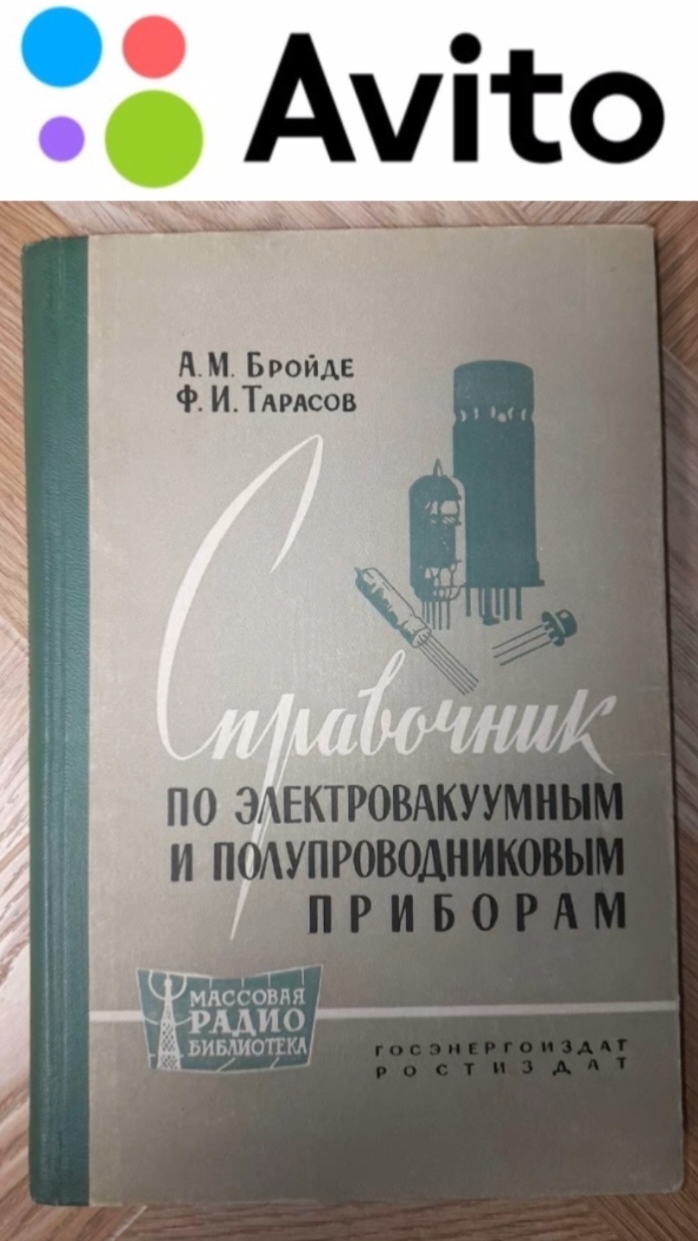 Avito
А. М. Бройде
Ф. И. Тарасов
Справочник
ПО ЭЛЕКТРОВАКУУМНЫМ
И ПОЛУПРОВОДНИКОВЫМ
ПРИБОРАМ
МАССОВАЯ
РАДИО
БИБЛИОТЕКА
ГОСЭНЕРГОИЗДАТ
РОСТИЗДАТ